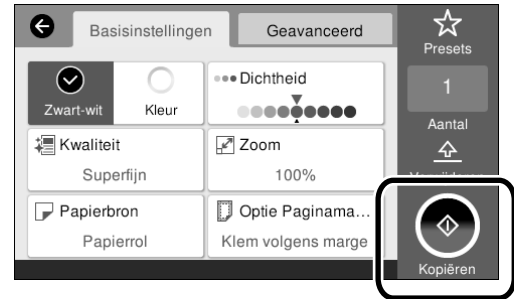 Basisinstellingen
Geavanceerd
Presets
Zwart-wit
Kleur
Dichtheid
1
Aantal
Kwaliteit
Superfijn
Zoom
100%
Papierbron
Papierrol
Optie Paginama...
Klem volgens marge
Kopiëren